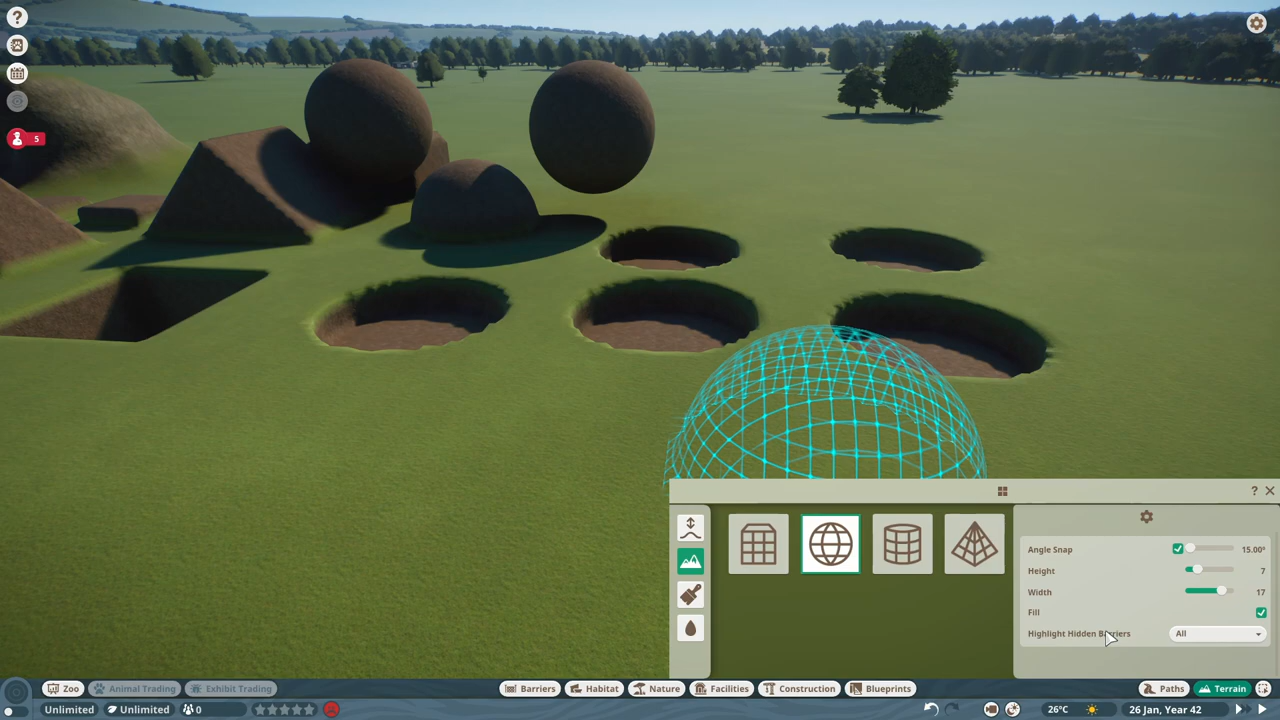 ?
5
?
Angle Snap 15.00°
Height 7
Width 17
Fill
Highlight Hidden Barriers All
Zoo Animal Trading Exhibit Trading Barriers Habitat Nature Facilities Construction Blueprints Paths Terrain
Unlimited Unlimited 0 26°C 26 Jan, Year 42